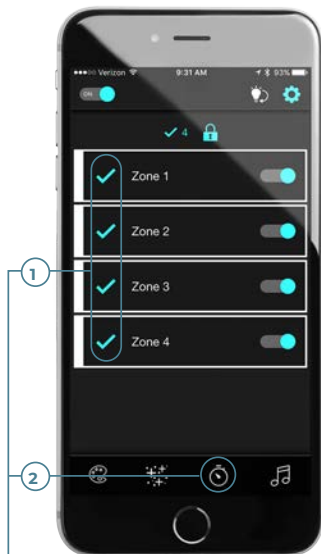 Verizon 9:31 AM 93%
ON
4
Zone 1
Zone 2
1
Zone 3
Zone 4
2